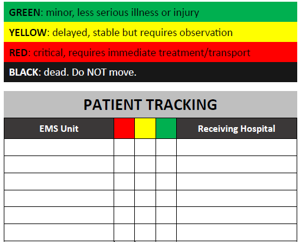 GREEN: minor, less serious illness or injury
YELLOW: delayed, stable but requires observation
RED: critical, requires immediate treatment/transport
BLACK: dead. Do NOT move.
PATIENT TRACKING
EMS Unit Receiving Hospital